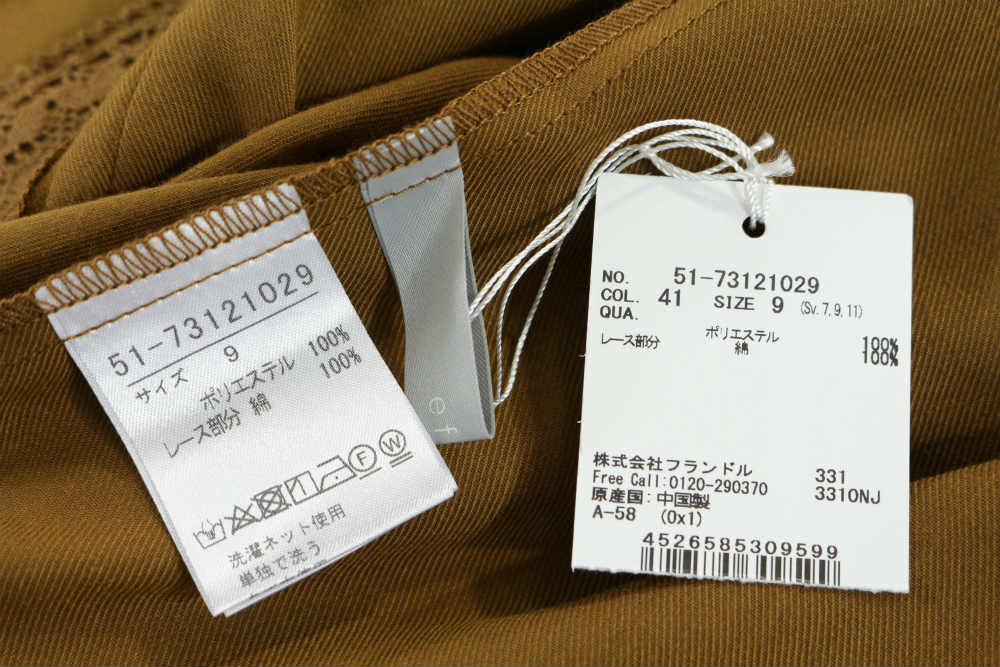 51-73121029
サイズ 9
ポリエステル 100%
レース部分 綿 100%
洗濯ネット使用
単独で洗う
ef
NO. 51-73121029
COL. 41 SIZE 9 (Sv.7,9,11)
QUA.
ポリエステル 100%
レース部分 綿 100%
株式会社フランドル 331
Free Call:0120-290370 3310NJ
原産国:中国製
A-58 (0x1)
4526585309599